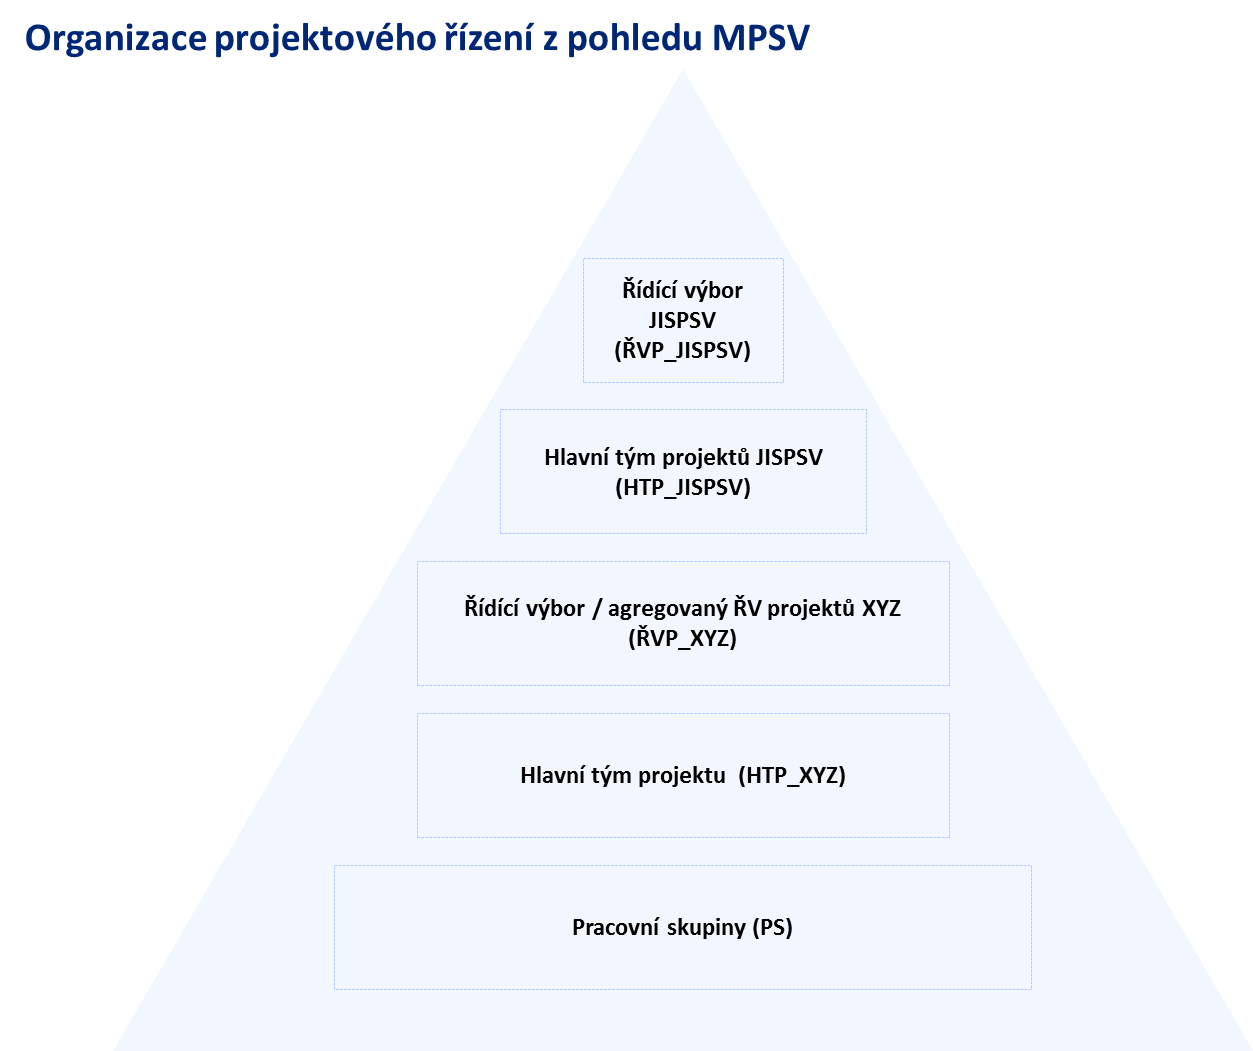 Organizace projektového řízení z pohledu MPSV
Řídící výbor
JISPSV
(ŘVP_JISPSV)
Hlavní tým projektů JISPSV
(HTP_JISPSV)
Řídící výbor / agregovaný ŘV projektů XYZ
(ŘVP_XYZ)
Hlavní tým projektu  (HTP_XYZ)
Pracovní skupiny (PS)